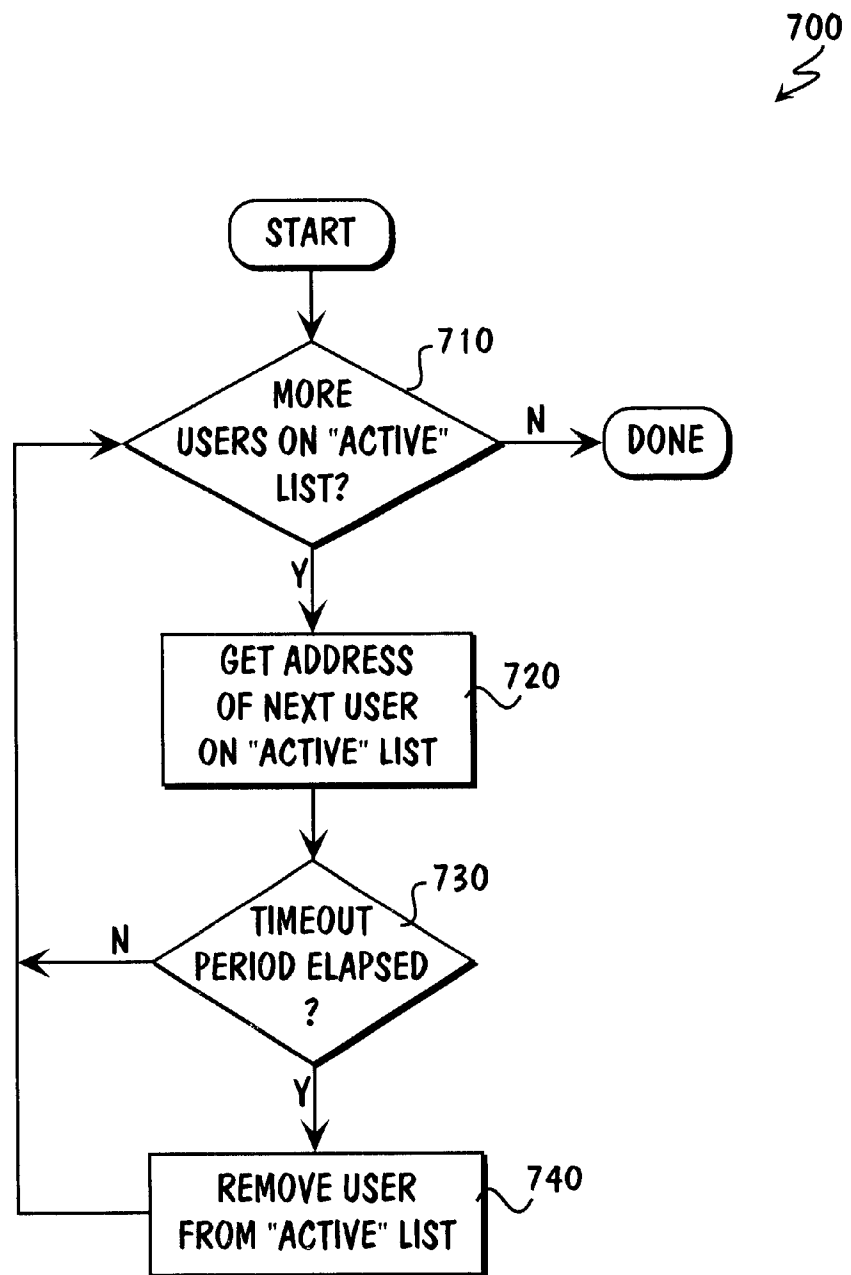 700
START
710
MORE
USERS ON "ACTIVE"
LIST?
N
DONE
Y
GET ADDRESS
OF NEXT USER
ON "ACTIVE" LIST
720
730
TIMEOUT
PERIOD ELAPSED
?
N
Y
REMOVE USER
FROM "ACTIVE" LIST
740